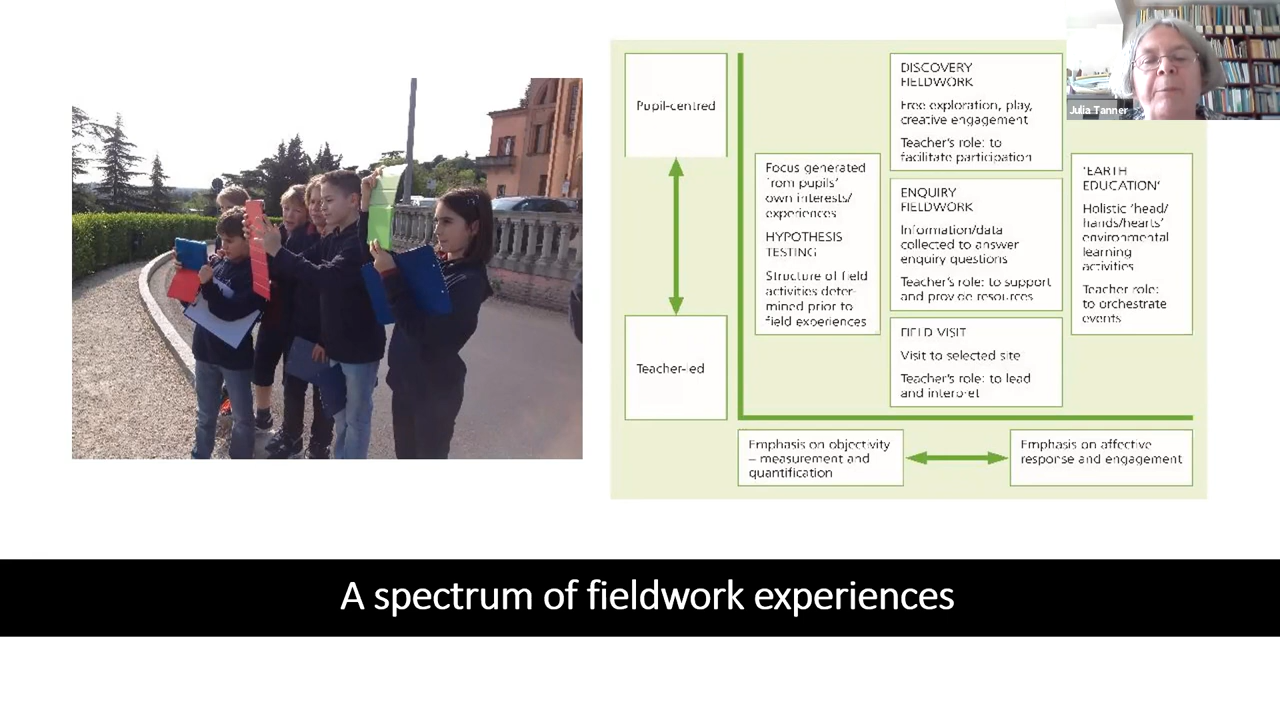 Julia Tanner
Pupil-centred
Teacher-led
Focus generated
from pupils'
own interests/
experiences
HYPOTHESIS
TESTING
Structure of field
activities deter-
mined prior to
field experiences
DISCOVERY
FIELDWORK
Free exploration, play,
creative engagement
Teacher's role: to
facilitate participation
ENQUIRY
FIELDWORK
Information/data
collected to answer
enquiry questions
Teacher's role: to support
and provide resources
FIELD VISIT
Visit to selected site
Teacher's role: to lead
and interpret
'EARTH
EDUCATION'
Holistic 'head/
hands/hearts'
environmental
learning
activities
Teacher role:
to orchestrate
events
Emphasis on objectivity
– measurement and
quantification
Emphasis on affective
response and engagement
A spectrum of fieldwork experiences